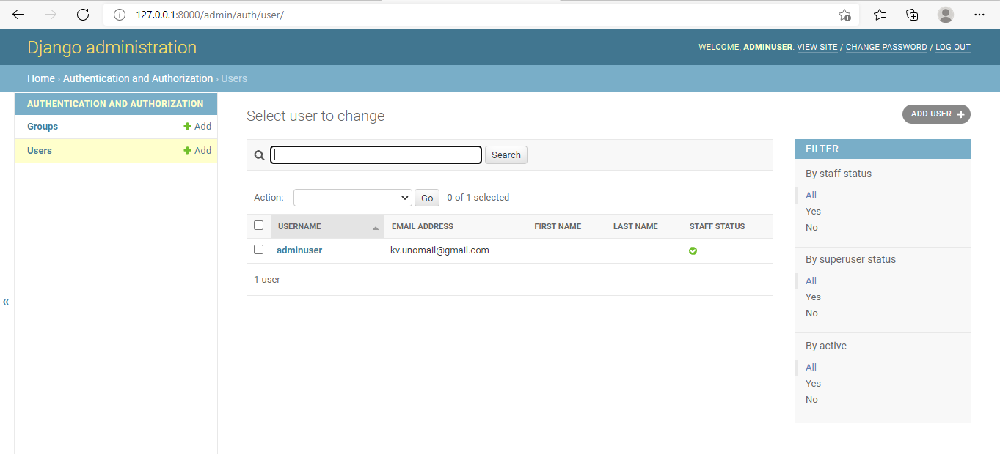 127.0.0.1:8000/admin/auth/user/
Django administration
WELCOME, ADMINUSER. VIEW SITE / CHANGE PASSWORD / LOG OUT
Home › Authentication and Authorization › Users
AUTHENTICATION AND AUTHORIZATION
Groups + Add
Users + Add
«
Select user to change
ADD USER +
Search
Action: --------- Go 0 of 1 selected
USERNAME EMAIL ADDRESS FIRST NAME LAST NAME STAFF STATUS
adminuser kv.unomail@gmail.com
1 user
FILTER
By staff status
All
Yes
No
By superuser status
All
Yes
No
By active
All
Yes
No